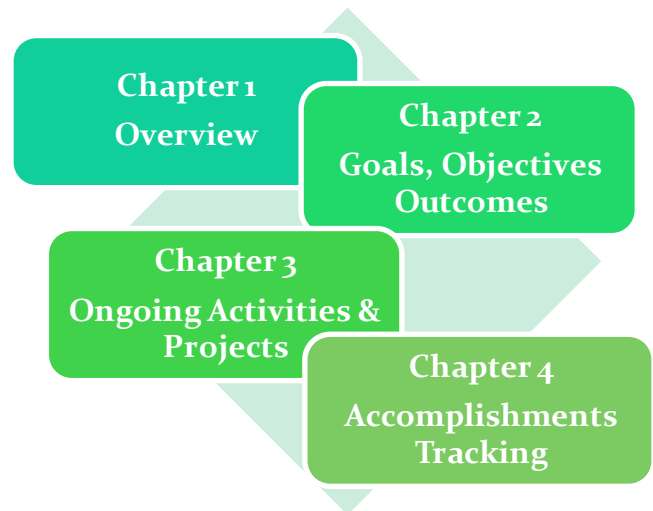 Chapter 1
Overview
Chapter 2
Goals, Objectives
Outcomes
Chapter 3
Ongoing Activities &
Projects
Chapter 4
Accomplishments
Tracking